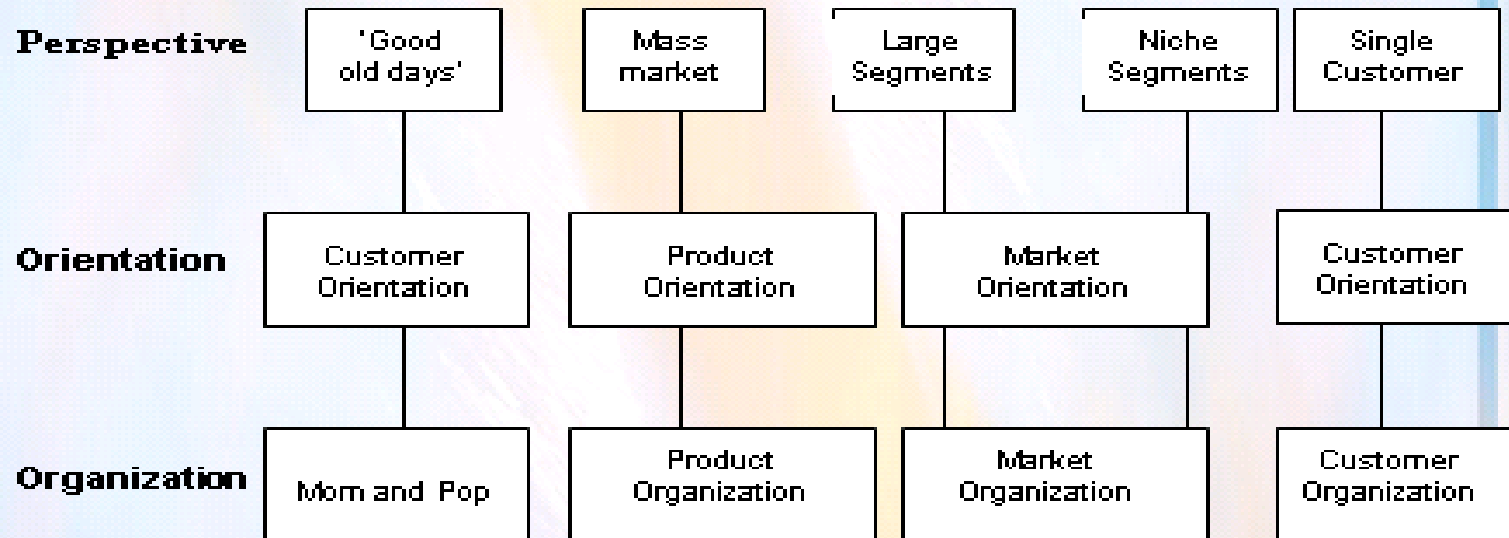 Perspective
'Good
old days'
Mass
market
Large
Segments
Niche
Segments
Single
Customer
Orientation
Customer
Orientation
Product
Orientation
Market
Orientation
Customer
Orientation
Organization
Mom and Pop
Product
Organization
Market
Organization
Customer
Organization